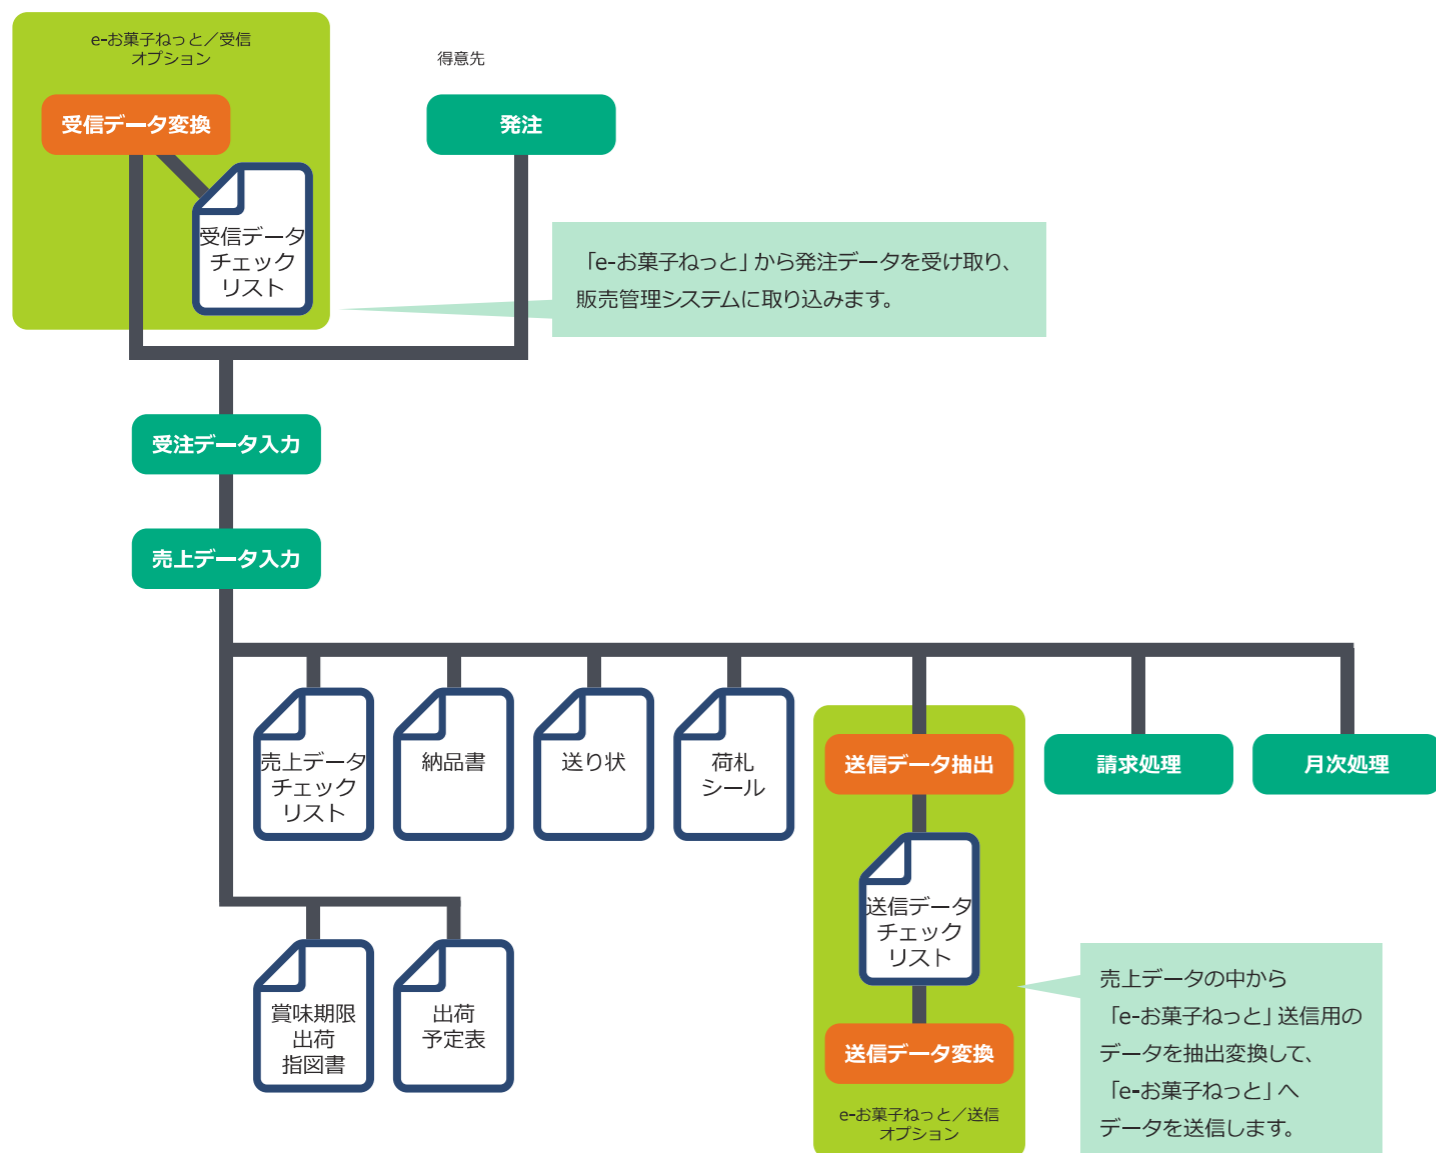 e-お菓子ねっと／受信
オプション
得意先
受信データ変換
発注
受信データ
チェック
リスト
「e-お菓子ねっと」から発注データを受け取り、
販売管理システムに取り込みます。
受注データ入力
売上データ入力
売上データ
チェック
リスト
納品書
送り状
荷札
シール
送信データ抽出
請求処理
月次処理
送信データ
チェック
リスト
賞味期限
出荷
指図書
出荷
予定表
送信データ変換
e-お菓子ねっと／送信
オプション
売上データの中から
「e-お菓子ねっと」送信用の
データを抽出変換して、
「e-お菓子ねっと」へ
データを送信します。